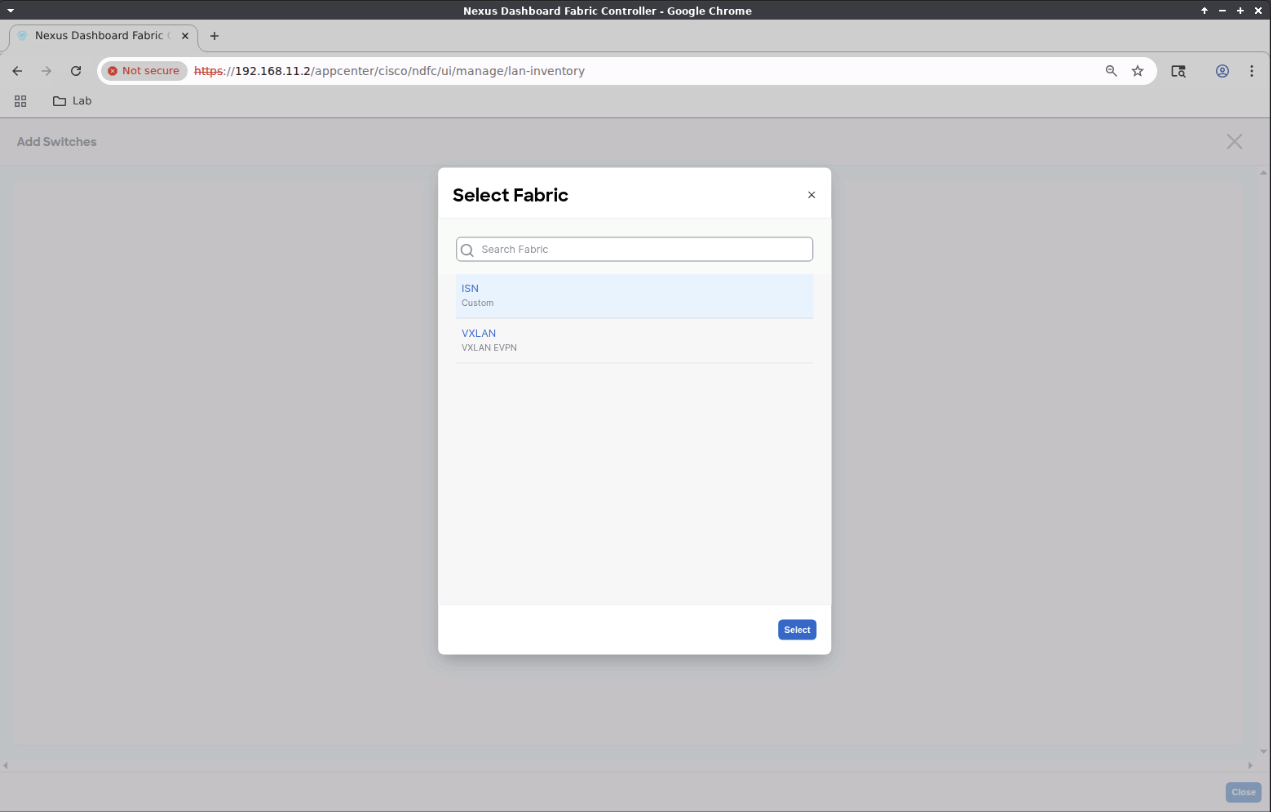 Nexus Dashboard Fabric Controller - Google Chrome
Nexus Dashboard Fabric
Not secure
https://192.168.11.2/appcenter/cisco/ndfc/ui/manage/lan-inventory
Lab
Add Switches
Select Fabric
Search Fabric
ISN
Custom
VXLAN
VXLAN EVPN
Select
Close